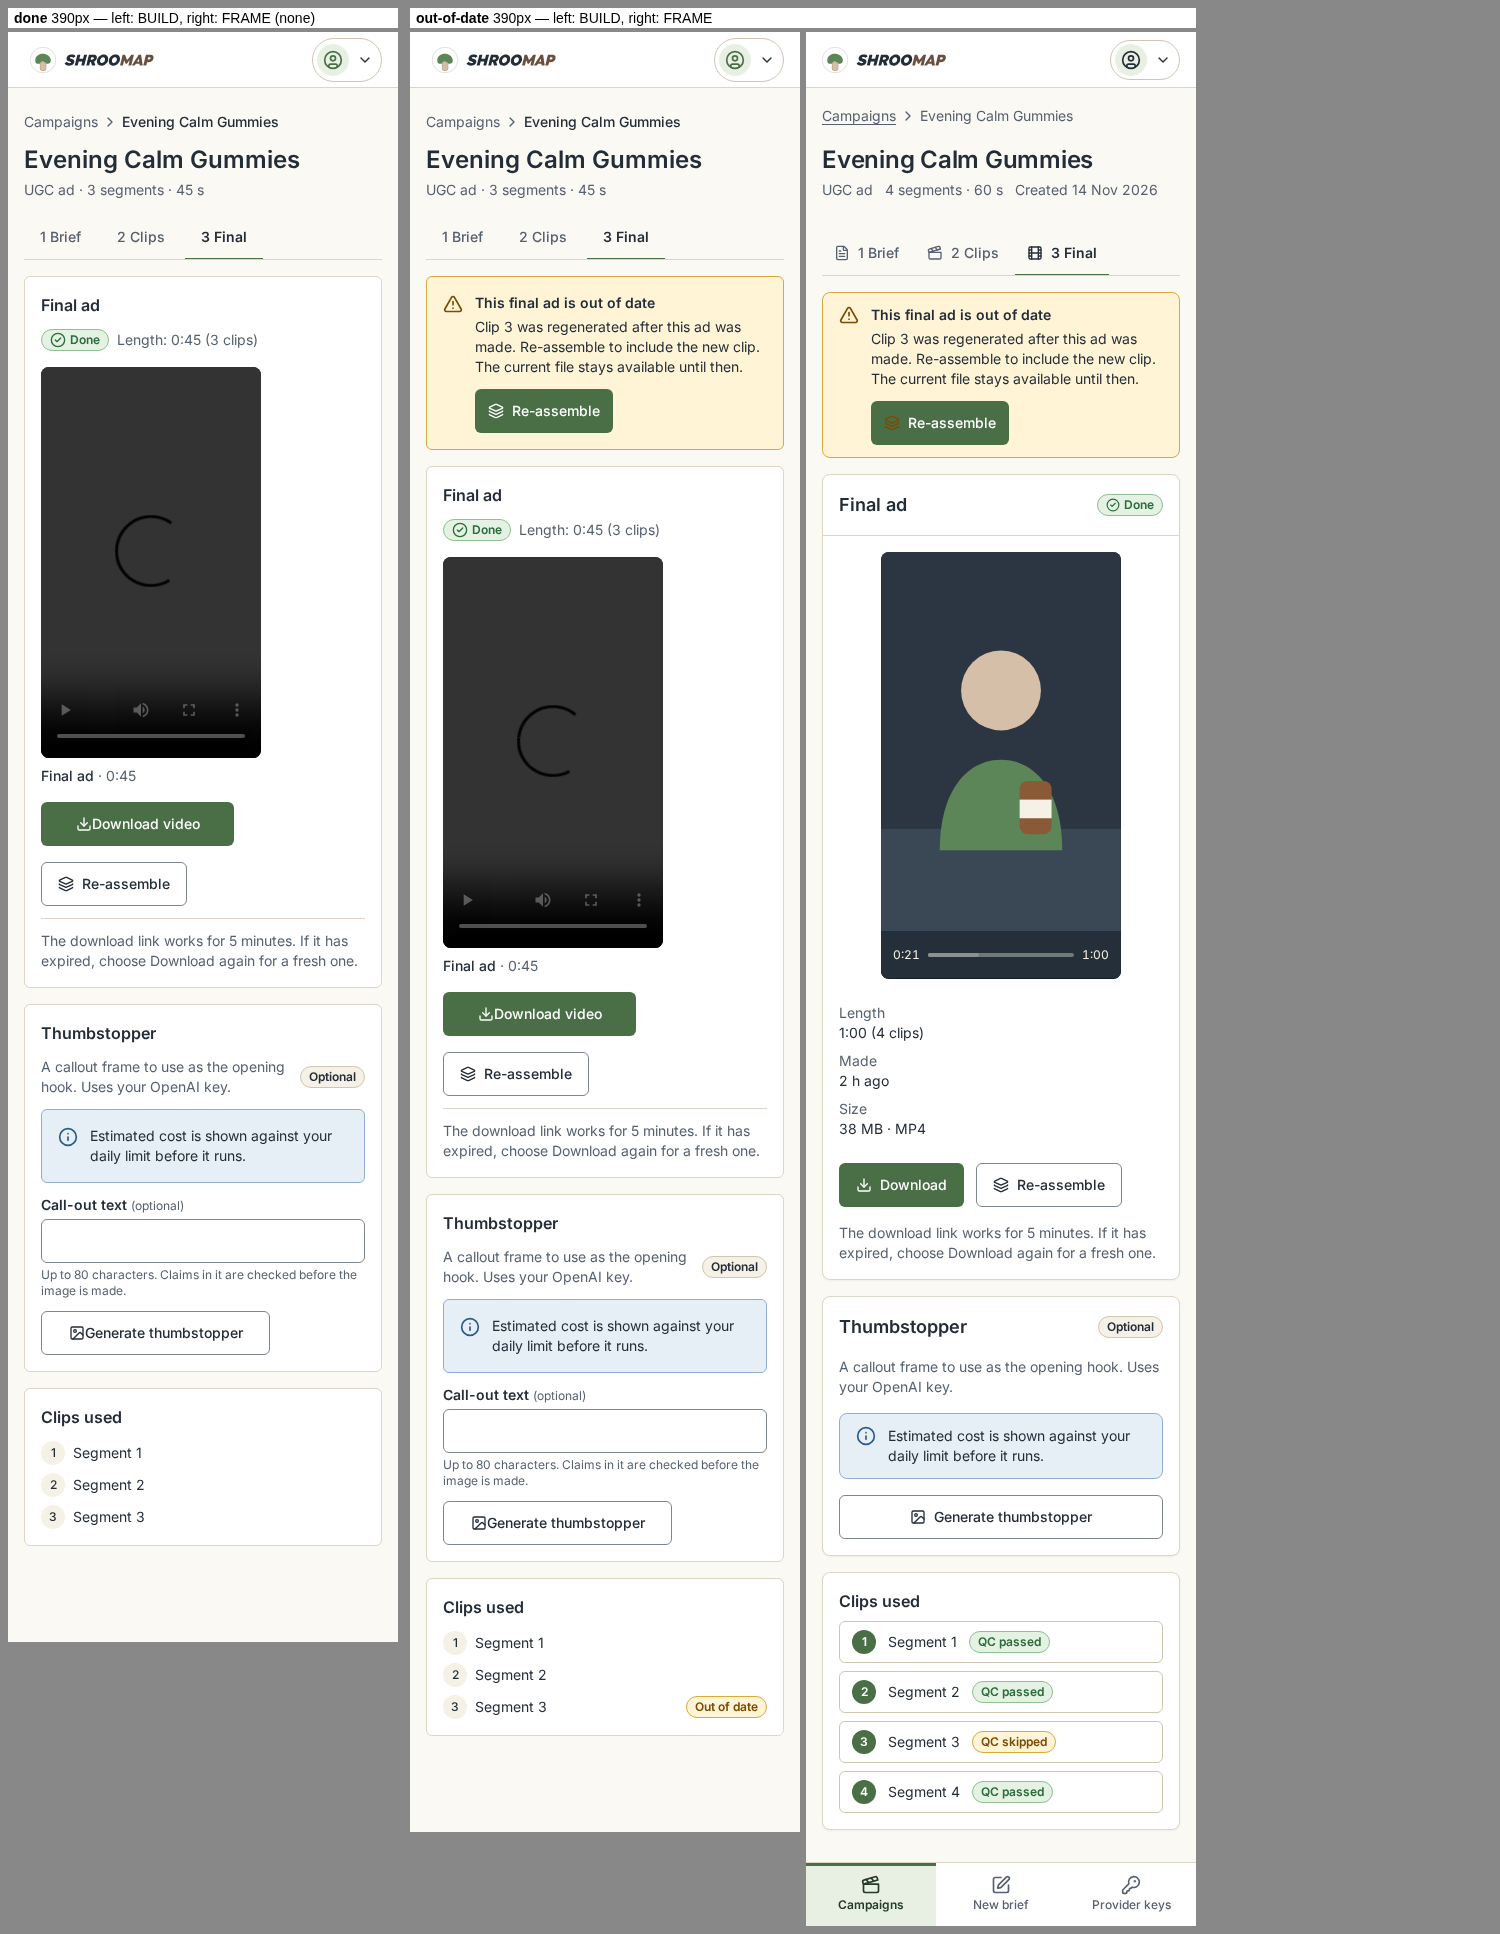 done 390px — left: BUILD, right: FRAME (none)
SHROOMAP
Campaigns > Evening Calm Gummies
Evening Calm Gummies
UGC ad · 3 segments · 45 s
1 Brief 2 Clips 3 Final
Final ad
Done Length: 0:45 (3 clips)
Final ad · 0:45
Download video
Re-assemble
The download link works for 5 minutes. If it has
expired, choose Download again for a fresh one.
Thumbstopper
A callout frame to use as the opening
hook. Uses your OpenAI key.
Optional
Estimated cost is shown against your
daily limit before it runs.
Call-out text (optional)
Up to 80 characters. Claims in it are checked before the
image is made.
Generate thumbstopper
Clips used
1 Segment 1
2 Segment 2
3 Segment 3
out-of-date 390px — left: BUILD, right: FRAME
SHROOMAP
Campaigns > Evening Calm Gummies
Evening Calm Gummies
UGC ad · 3 segments · 45 s
1 Brief 2 Clips 3 Final
This final ad is out of date
Clip 3 was regenerated after this ad was
made. Re-assemble to include the new clip.
The current file stays available until then.
Re-assemble
Final ad
Done Length: 0:45 (3 clips)
Final ad · 0:45
Download video
Re-assemble
The download link works for 5 minutes. If it has
expired, choose Download again for a fresh one.
Thumbstopper
A callout frame to use as the opening
hook. Uses your OpenAI key.
Optional
Estimated cost is shown against your
daily limit before it runs.
Call-out text (optional)
Up to 80 characters. Claims in it are checked before the
image is made.
Generate thumbstopper
Clips used
1 Segment 1
2 Segment 2
3 Segment 3 Out of date
SHROOMAP
Campaigns > Evening Calm Gummies
Evening Calm Gummies
UGC ad 4 segments · 60 s Created 14 Nov 2026
1 Brief 2 Clips 3 Final
This final ad is out of date
Clip 3 was regenerated after this ad was
made. Re-assemble to include the new clip.
The current file stays available until then.
Re-assemble
Final ad Done
0:21 1:00
Length
1:00 (4 clips)
Made
2 h ago
Size
38 MB · MP4
Download Re-assemble
The download link works for 5 minutes. If it has
expired, choose Download again for a fresh one.
Thumbstopper Optional
A callout frame to use as the opening hook. Uses
your OpenAI key.
Estimated cost is shown against your
daily limit before it runs.
Generate thumbstopper
Clips used
1 Segment 1 QC passed
2 Segment 2 QC passed
3 Segment 3 QC skipped
4 Segment 4 QC passed
Campaigns New brief Provider keys